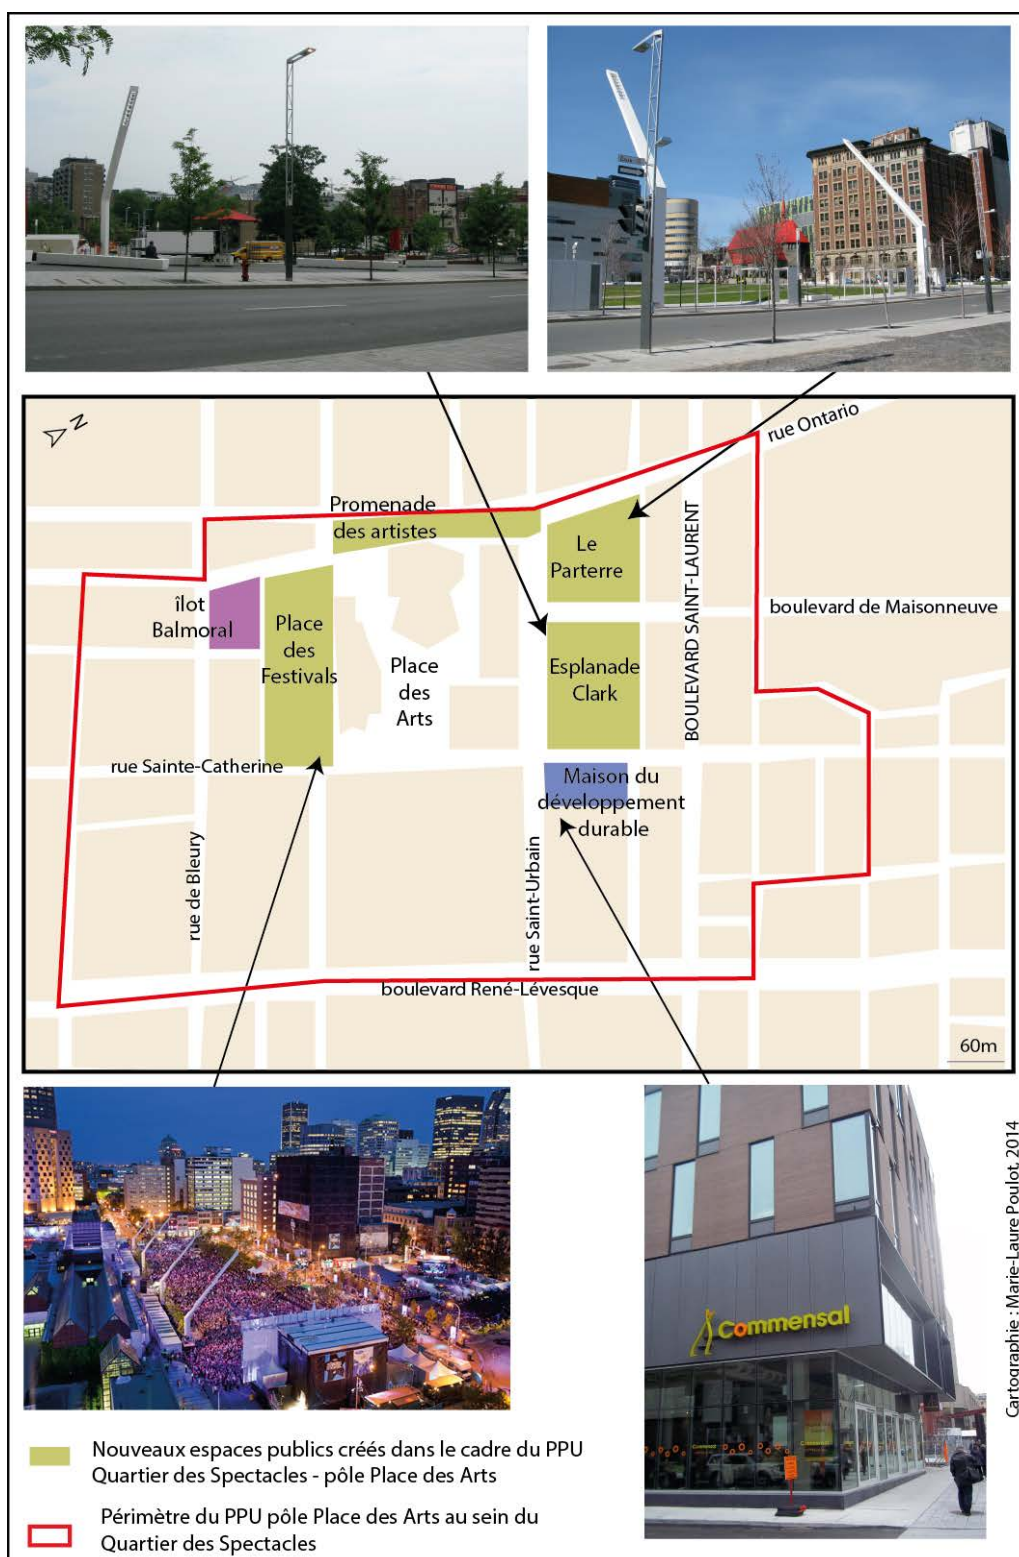 N
rue Ontario
Promenade
des artistes
Le
Parterre
BOULEVARD SAINT-LAURENT
boulevard de Maisonneuve
îlot
Balmoral
Place
des
Festivals
Place
des
Arts
Esplanade
Clark
rue Sainte-Catherine
Maison du
développement
durable
rue de Bleury
rue Saint-Urbain
boulevard René-Lévesque
60m
Commensal
Commensal
Commensal
Cartographie : Marie-Laure Poulot, 2014
Nouveaux espaces publics créés dans le cadre du PPU
Quartier des Spectacles - pôle Place des Arts
Périmètre du PPU pôle Place des Arts au sein du
Quartier des Spectacles